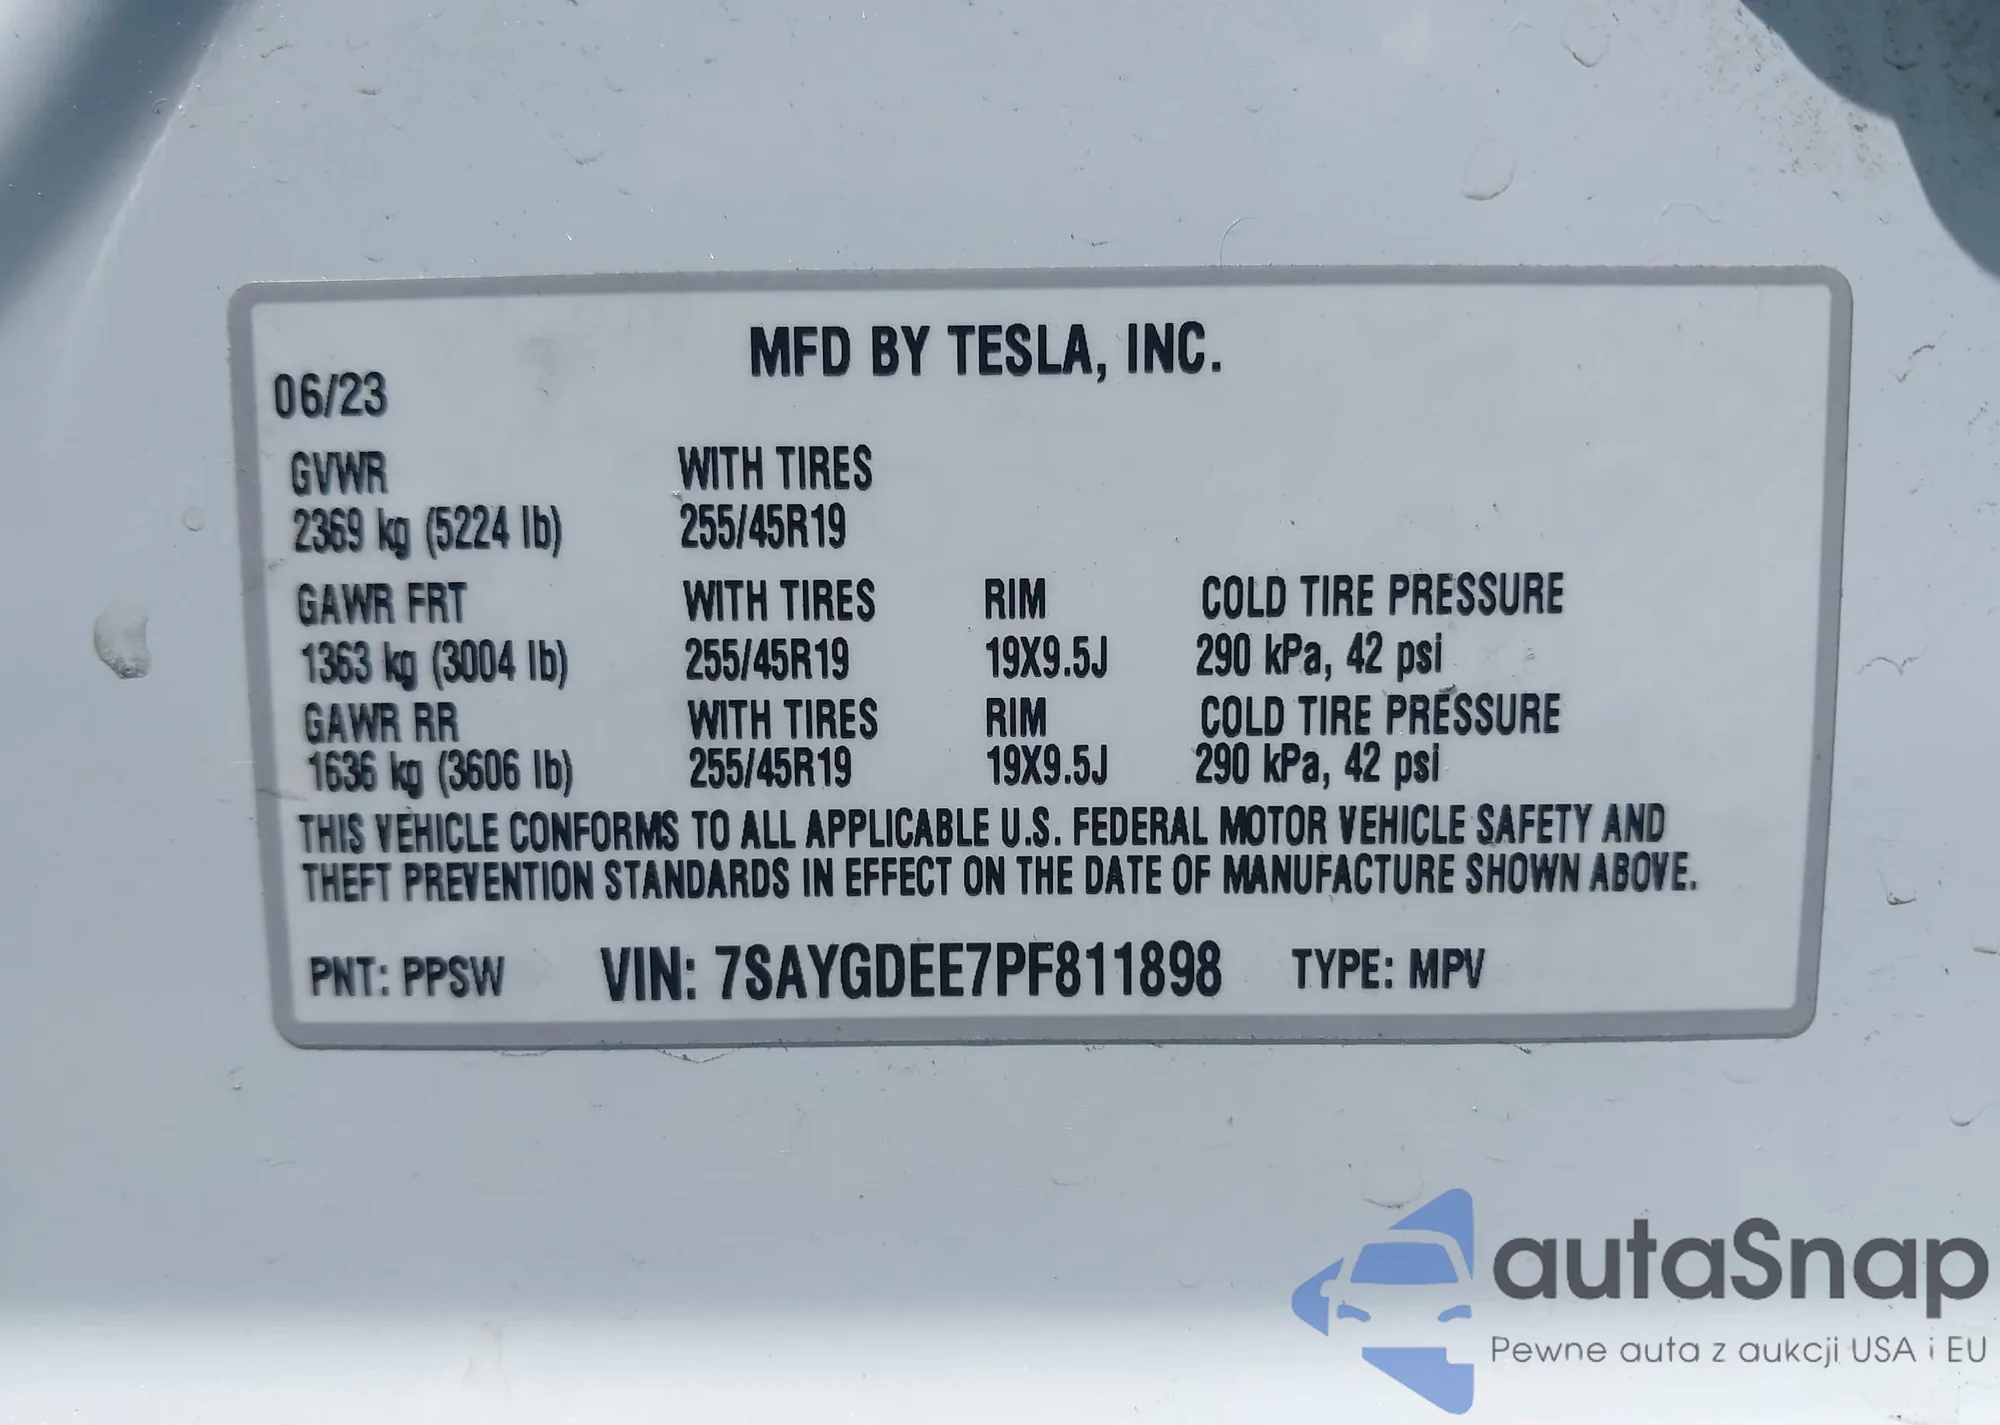 MFD BY TESLA, INC.
06/23
GVWR WITH TIRES
2369 kg (5224 lb) 255/45R19
GAWR FRT WITH TIRES RIM COLD TIRE PRESSURE
1363 kg (3004 lb) 255/45R19 19X9.5J 290 kPa, 42 psi
GAWR RR WITH TIRES RIM COLD TIRE PRESSURE
1636 kg (3606 lb) 255/45R19 19X9.5J 290 kPa, 42 psi
THIS VEHICLE CONFORMS TO ALL APPLICABLE U.S. FEDERAL MOTOR VEHICLE SAFETY AND
THEFT PREVENTION STANDARDS IN EFFECT ON THE DATE OF MANUFACTURE SHOWN ABOVE.
PNT: PPSW VIN: 7SAYGDEE7PF811898 TYPE: MPV
autaSnap
Pewne auta z aukcji USA i EU